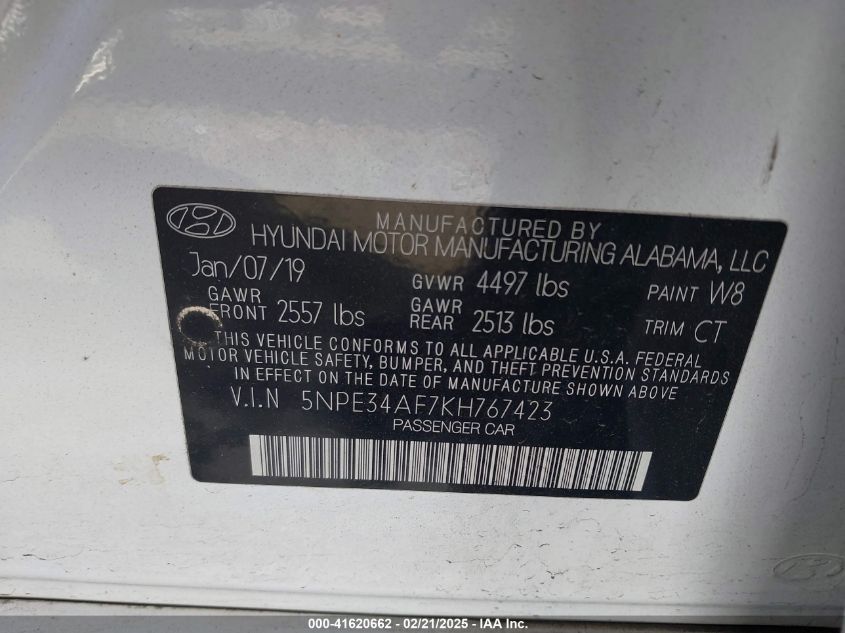 MANUFACTURED BY
HYUNDAI MOTOR MANUFACTURING ALABAMA, LLC
Jan/07/19 GVWR 4497 lbs PAINT W8
GAWR FRONT 2557 lbs GAWR REAR 2513 lbs TRIM CT
THIS VEHICLE CONFORMS TO ALL APPLICABLE U.S.A. FEDERAL
MOTOR VEHICLE SAFETY, BUMPER, AND THEFT PREVENTION STANDARDS
IN EFFECT ON THE DATE OF MANUFACTURE SHOWN ABOVE
V.I.N 5NPE34AF7KH767423
PASSENGER CAR
000-41620662 - 02/21/2025 - IAA Inc.